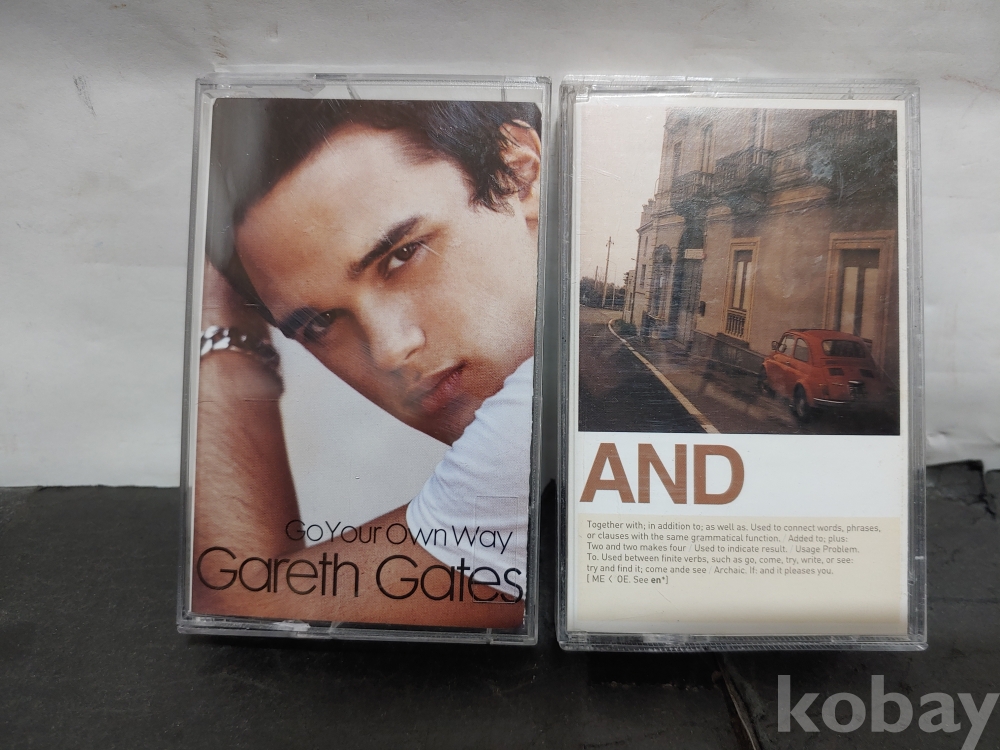 Go Your Own Way
Gareth Gates
AND
Together with; in addition to; as well as. Used to connect words, phrases,
or clauses with the same grammatical function. / Added to; plus:
Two and two makes four / Used to indicate result. / Usage Problem.
To. Used between finite verbs, such as go, come, try, write, or see:
try and find it; come ande see / Archaic. If: and it pleases you.
[ ME < OE. See en*]
kobay